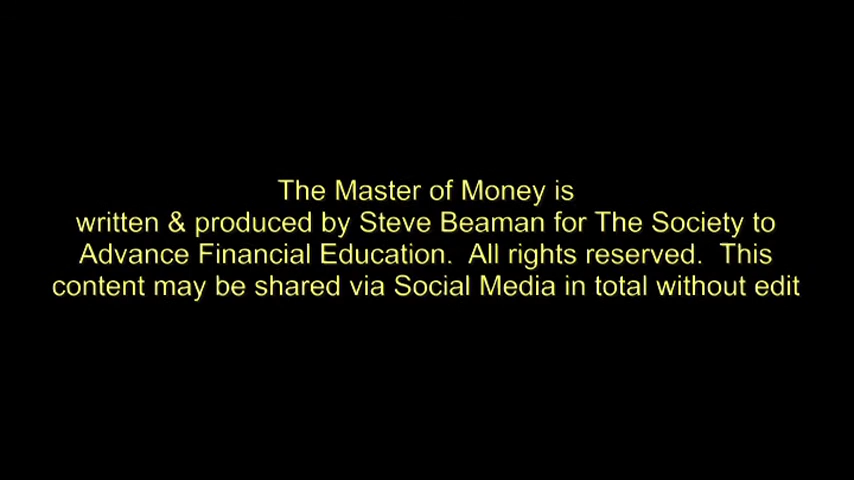 The Master of Money is
written & produced by Steve Beaman for The Society to
Advance Financial Education.  All rights reserved.  This
content may be shared via Social Media in total without edit